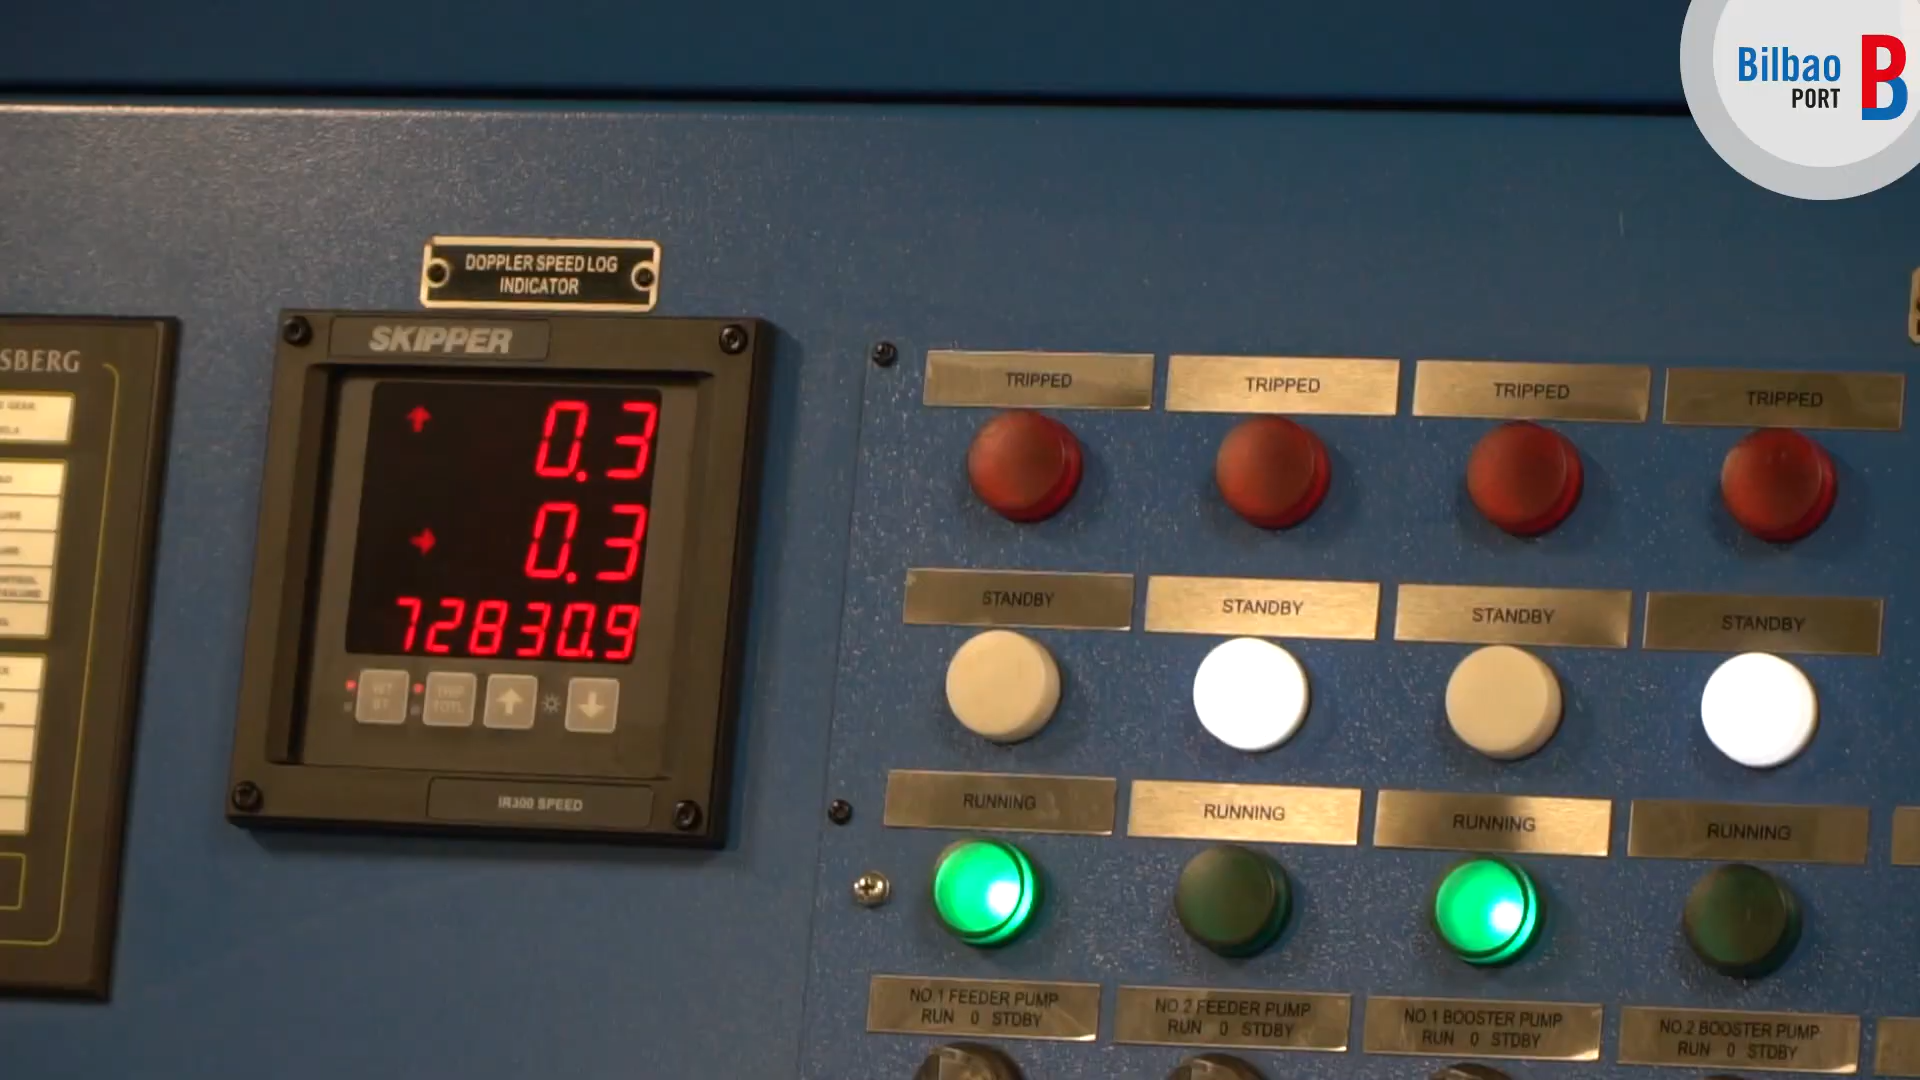 Bilbao
PORT
B
DOPPLER SPEED LOG
INDICATOR
SBERG
SKIPPER
0.3
0.3
72830.9
IR300 SPEED
TRIPPED
TRIPPED
TRIPPED
TRIPPED
STANDBY
STANDBY
STANDBY
STANDBY
RUNNING
RUNNING
RUNNING
RUNNING
NO.1 FEEDER PUMP
RUN 0 STDBY
NO.2 FEEDER PUMP
RUN 0 STDBY
NO.1 BOOSTER PUMP
RUN 0 STDBY
NO.2 BOOSTER PUMP
RUN 0 STDBY